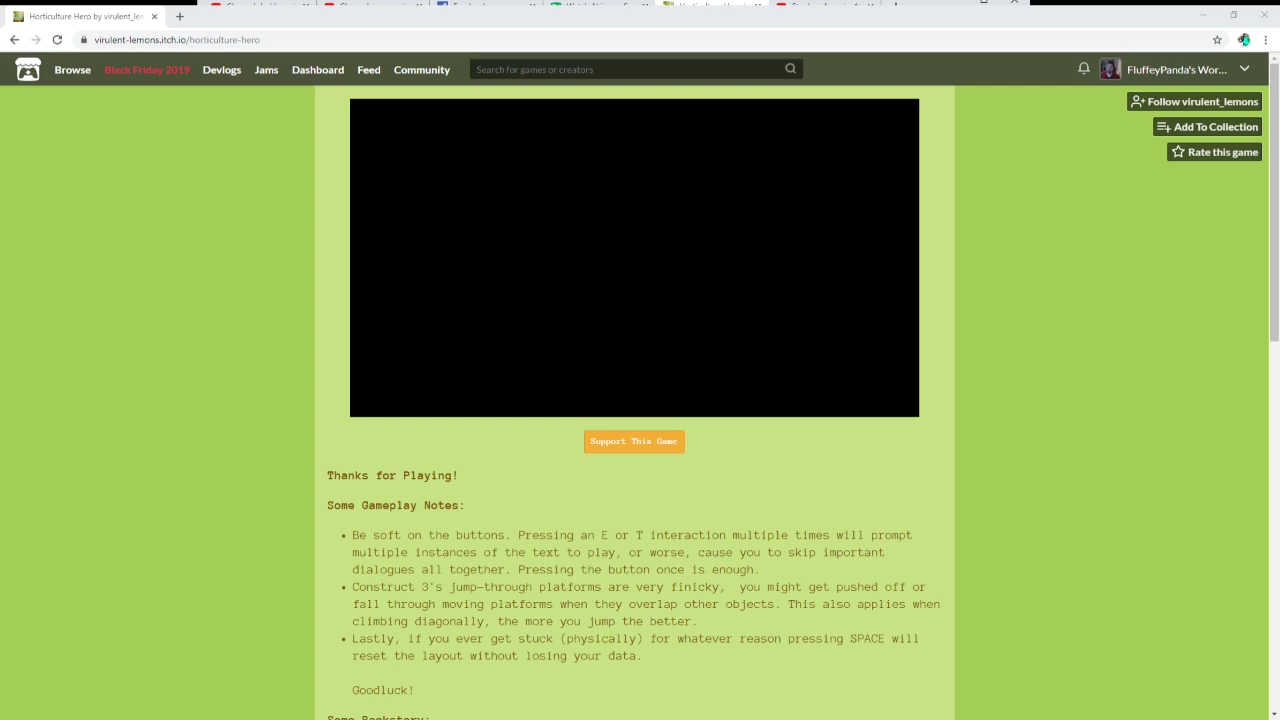 Horticulture Hero by virulent_len
virulent-lemons.itch.io/horticulture-hero
Browse Black Friday 2019 Devlogs Jams Dashboard Feed Community Search for games or creators FluffeyPanda's Wor...
Follow virulent_lemons
Add To Collection
Rate this game
Support This Game
Thanks for Playing!
Some Gameplay Notes:
• Be soft on the buttons. Pressing an E or T interaction multiple times will prompt
multiple instances of the text to play, or worse, cause you to skip important
dialogues all together. Pressing the button once is enough.
• Construct 3's jump-through platforms are very finicky, you might get pushed off or
fall through moving platforms when they overlap other objects. This also applies when
climbing diagonally, the more you jump the better.
• Lastly, if you ever get stuck (physically) for whatever reason pressing SPACE will
reset the layout without losing your data.
Goodluck!
Some Backstory: